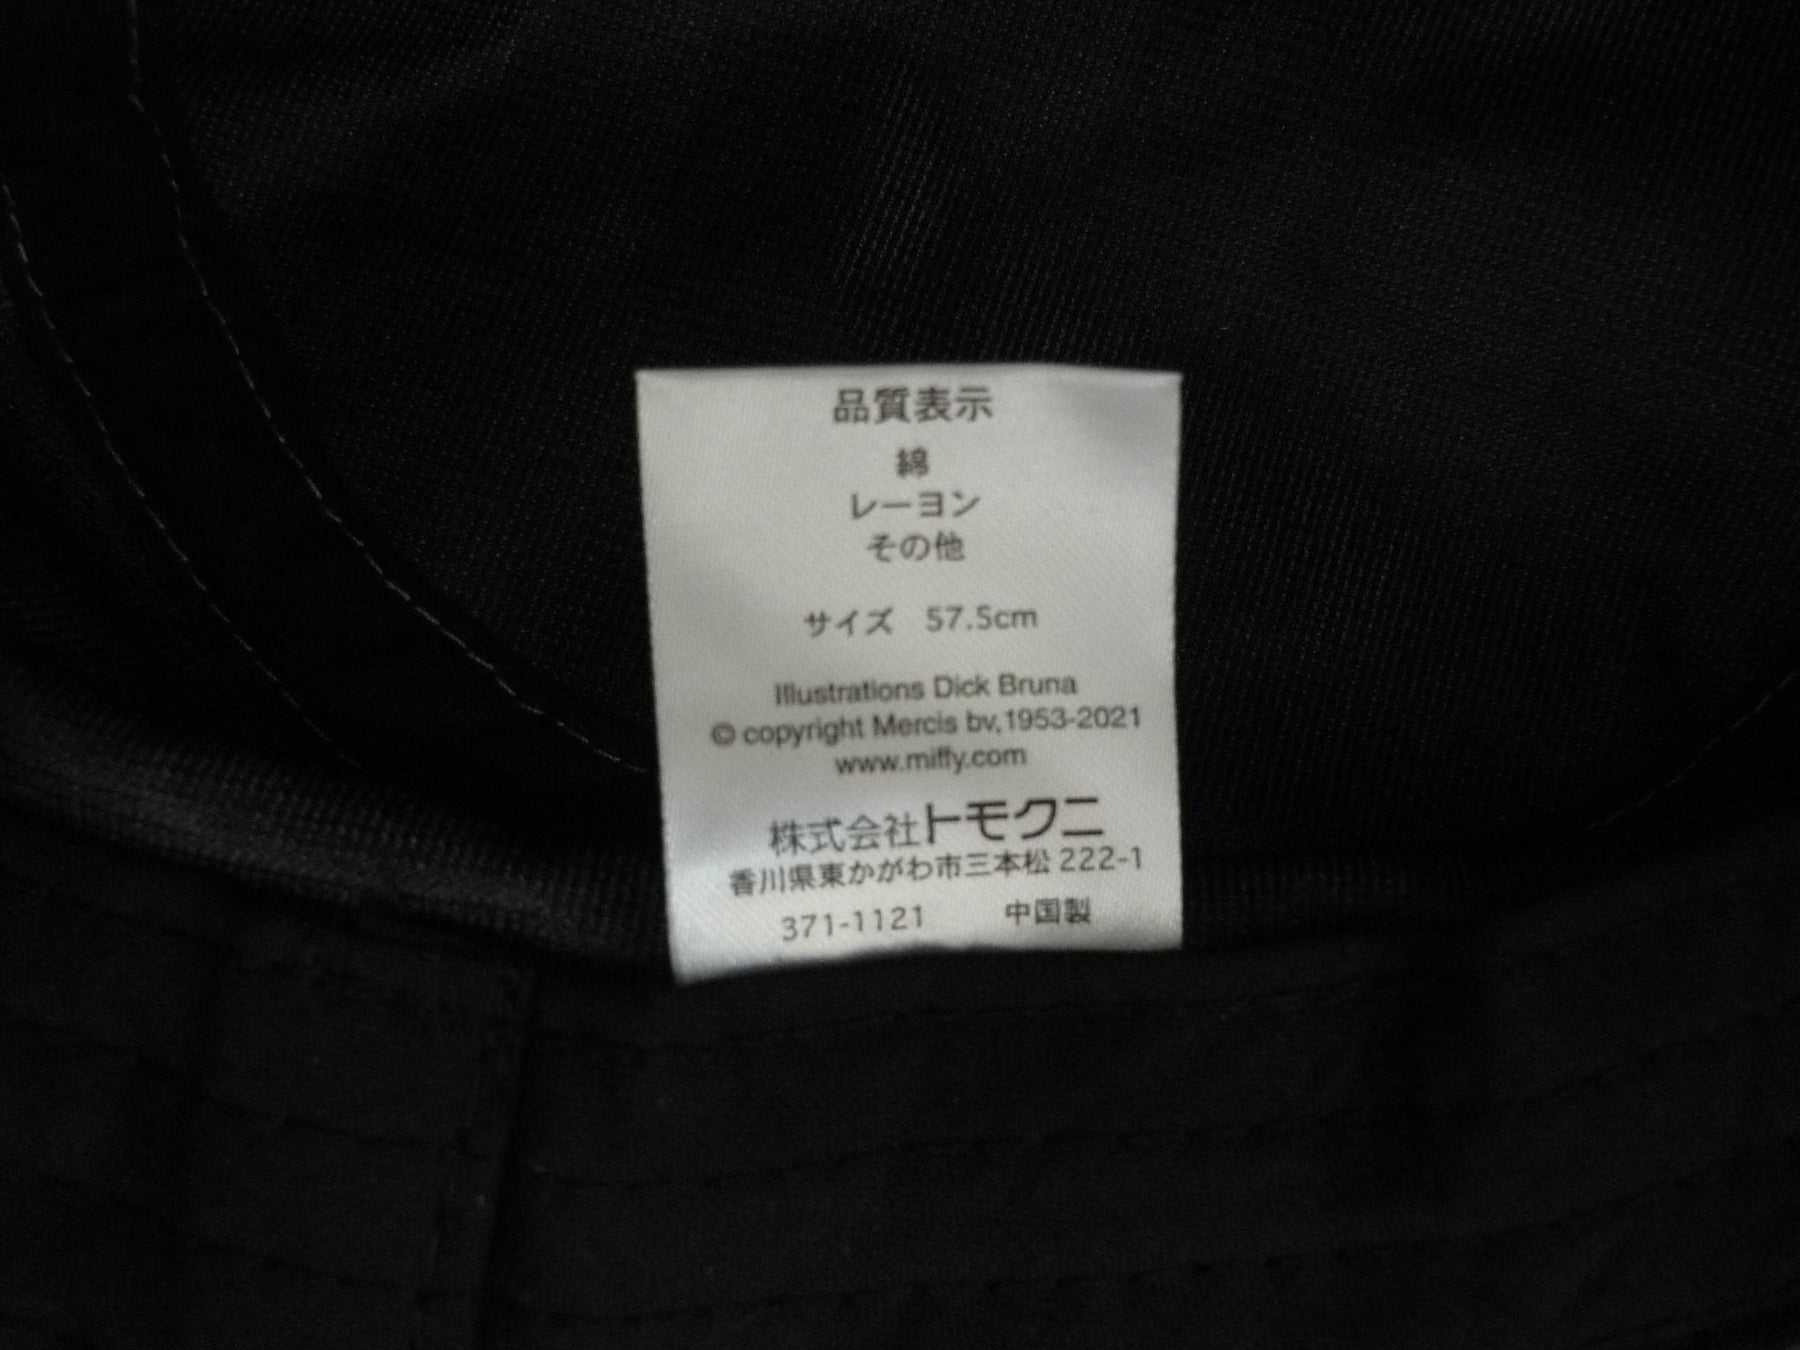 品質表示
綿
レーヨン
その他
サイズ 57.5cm
Illustrations Dick Bruna
© copyright Mercis bv,1953-2021
www.miffy.com
株式会社トモクニ
香川県東かがわ市三本松 222-1
371-1121 中国製